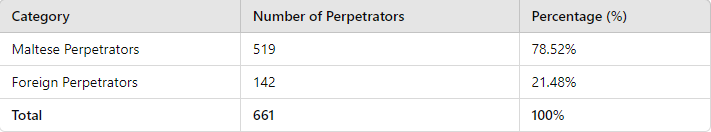 Category Number of Perpetrators Percentage (%)
Maltese Perpetrators 519 78.52%
Foreign Perpetrators 142 21.48%
Total 661 100%